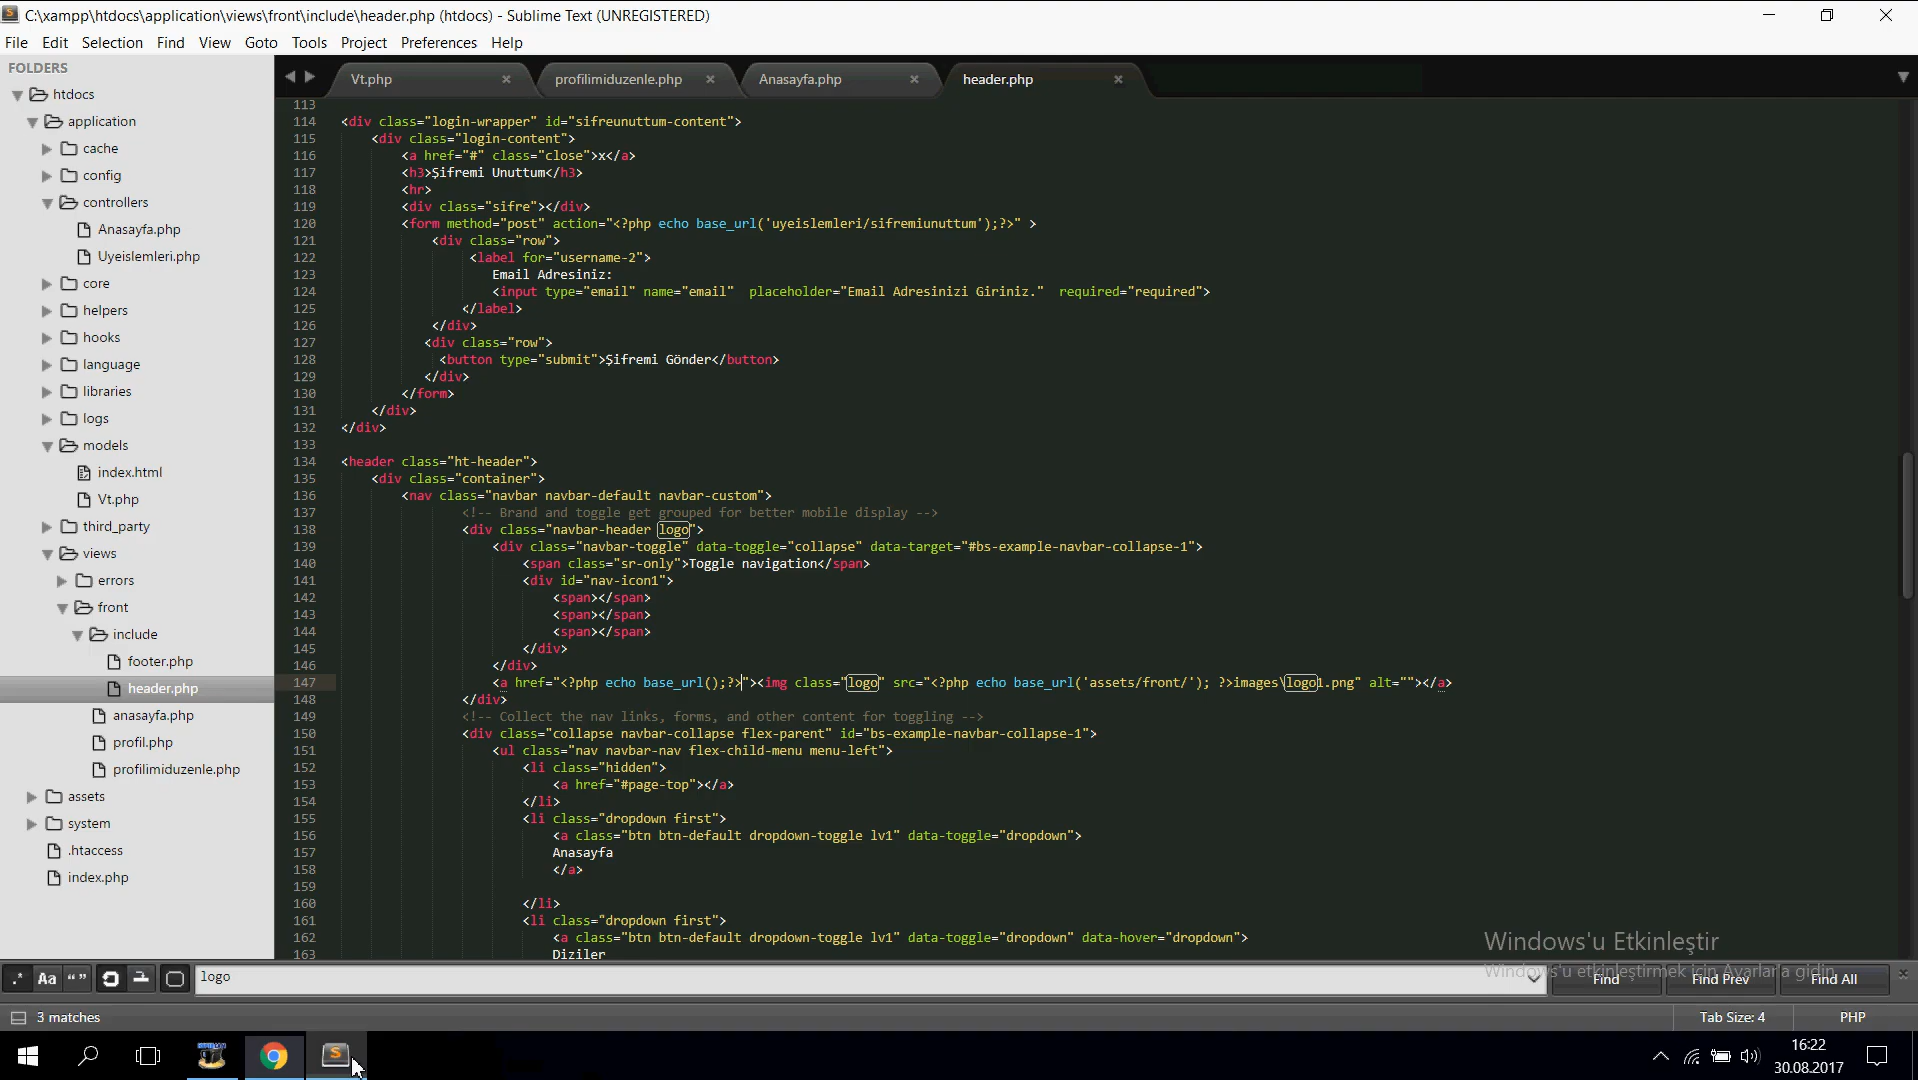 C:\xampp\htdocs\application\views\front\include\header.php (htdocs) - Sublime Text (UNREGISTERED)
File Edit Selection Find View Goto Tools Project Preferences Help
FOLDERS
htdocs
application
cache
config
controllers
Anasayfa.php
Uyeislemleri.php
core
helpers
hooks
language
libraries
logs
models
index.html
Vt.php
third_party
views
errors
front
include
footer.php
header.php
anasayfa.php
profil.php
profilimiduzenle.php
assets
system
.htaccess
index.php
Vt.php × profilimiduzenle.php × Anasayfa.php × header.php ×
113
114 <div class="login-wrapper" id="sifreunuttum-content">
115 <div class="login-content">
116 <a href="#" class="close">x</a>
117 <h3>Şifremi Unuttum</h3>
118 <hr>
119 <div class="sifre"></div>
120 <form method="post" action="<?php echo base_url('uyeislemleri/sifremiunuttum');?>" >
121 <div class="row">
122 <label for="username-2">
123 Email Adresiniz:
124 <input type="email" name="email" placeholder="Email Adresinizi Giriniz." required="required">
125 </label>
126 </div>
127 <div class="row">
128 <button type="submit">Şifremi Gönder</button>
129 </div>
130 </form>
131 </div>
132 </div>
133
134 <header class="ht-header">
135 <div class="container">
136 <nav class="navbar navbar-default navbar-custom">
137 <!-- Brand and toggle get grouped for better mobile display -->
138 <div class="navbar-header logo">
139 <div class="navbar-toggle" data-toggle="collapse" data-target="#bs-example-navbar-collapse-1">
140 <span class="sr-only">Toggle navigation</span>
141 <div id="nav-icon1">
142 <span></span>
143 <span></span>
144 <span></span>
145 </div>
146 </div>
147 <a href="<?php echo base_url();?>"><img class="logo" src="<?php echo base_url('assets/front/'); ?>images\logo1.png" alt=""></a>
148 </div>
149 <!-- Collect the nav links, forms, and other content for toggling -->
150 <div class="collapse navbar-collapse flex-parent" id="bs-example-navbar-collapse-1">
151 <ul class="nav navbar-nav flex-child-menu menu-left">
152 <li class="hidden">
153 <a href="#page-top"></a>
154 </li>
155 <li class="dropdown first">
156 <a class="btn btn-default dropdown-toggle lv1" data-toggle="dropdown">
157 Anasayfa
158 </a>
159
160 </li>
161 <li class="dropdown first">
162 <a class="btn btn-default dropdown-toggle lv1" data-toggle="dropdown" data-hover="dropdown">
163 Diziler
Windows'u Etkinleştir
Windows'u etkinleştirmek için Ayarlar'a gidin.
.* Aa “ ” logo Find Find Prev Find All ×
3 matches Tab Size: 4 PHP
S 16:22
30.08.2017